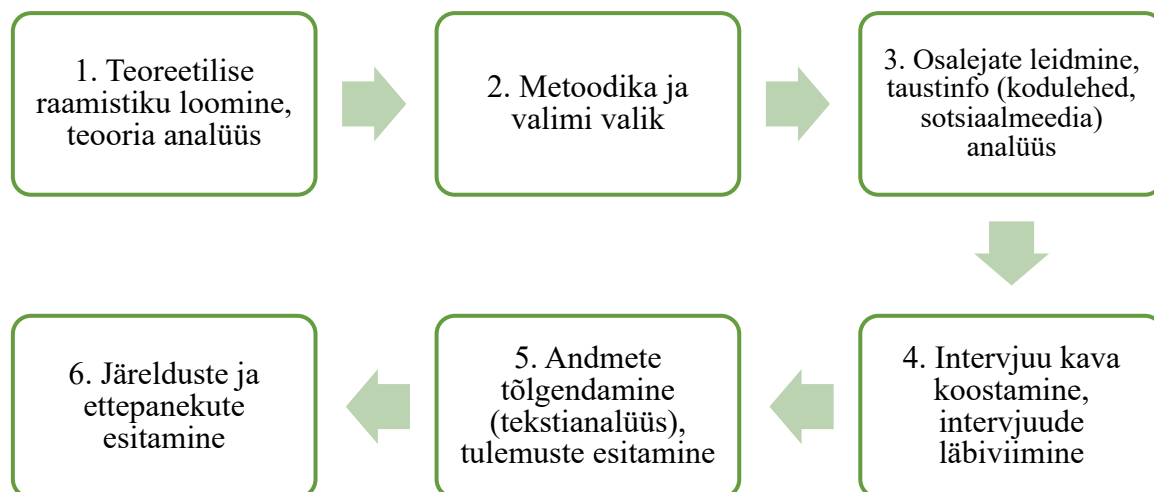 1. Teoreetilise
raamistiku loomine,
teooria analüüs
2. Metoodika ja
valimi valik
3. Osalejate leidmine,
taustinfo (kodulehed,
sotsiaalmeedia)
analüüs
4. Intervjuu kava
koostamine,
intervjuude
läbiviimine
5. Andmete
tõlgendamine
(tekstianalüüs),
tulemuste esitamine
6. Järelduste ja
ettepanekute
esitamine